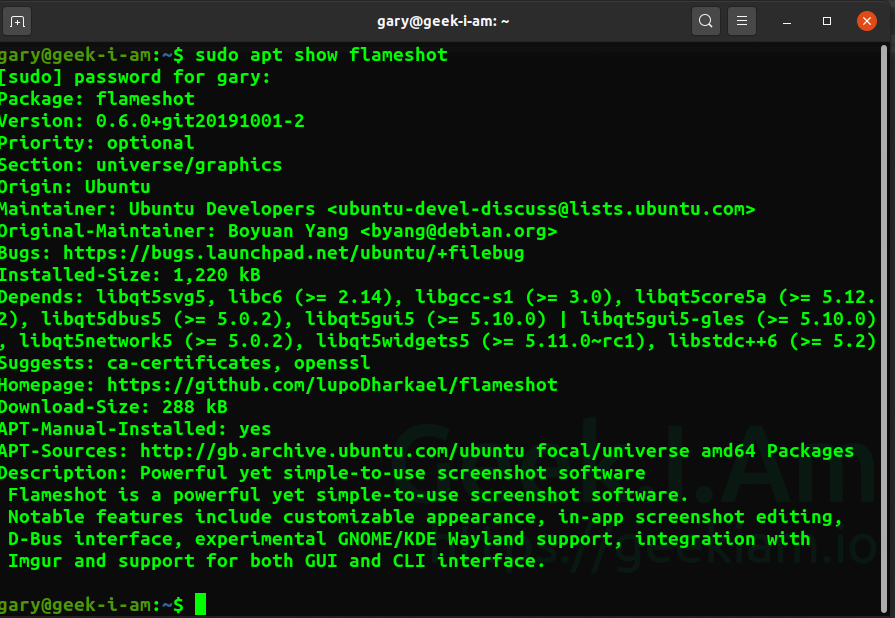 gary@geek-i-am: ~
gary@geek-i-am:~$ sudo apt show flameshot
[sudo] password for gary:
Package: flameshot
Version: 0.6.0+git20191001-2
Priority: optional
Section: universe/graphics
Origin: Ubuntu
Maintainer: Ubuntu Developers <ubuntu-devel-discuss@lists.ubuntu.com>
Original-Maintainer: Boyuan Yang <byang@debian.org>
Bugs: https://bugs.launchpad.net/ubuntu/+filebug
Installed-Size: 1,220 kB
Depends: libqt5svg5, libc6 (>= 2.14), libgcc-s1 (>= 3.0), libqt5core5a (>= 5.12.
2), libqt5dbus5 (>= 5.0.2), libqt5gui5 (>= 5.10.0) | libqt5gui5-gles (>= 5.10.0)
, libqt5network5 (>= 5.0.2), libqt5widgets5 (>= 5.11.0~rc1), libstdc++6 (>= 5.2)
Suggests: ca-certificates, openssl
Homepage: https://github.com/lupoDharkael/flameshot
Download-Size: 288 kB
APT-Manual-Installed: yes
APT-Sources: http://gb.archive.ubuntu.com/ubuntu focal/universe amd64 Packages
Description: Powerful yet simple-to-use screenshot software
 Flameshot is a powerful yet simple-to-use screenshot software.
 Notable features include customizable appearance, in-app screenshot editing,
 D-Bus interface, experimental GNOME/KDE Wayland support, integration with
 Imgur and support for both GUI and CLI interface.
gary@geek-i-am:~$
Geek.I.Am
https://geekiam.io